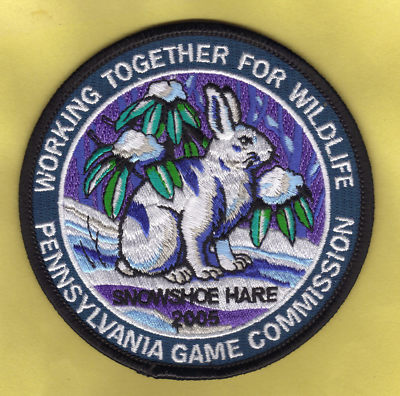 WORKING TOGETHER FOR WILDLIFE
SNOWSHOE HARE
2005
PENNSYLVANIA GAME COMMISSION